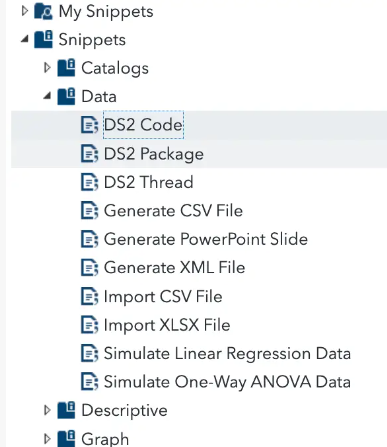 My Snippets
Snippets
Catalogs
Data
DS2 Code
DS2 Package
DS2 Thread
Generate CSV File
Generate PowerPoint Slide
Generate XML File
Import CSV File
Import XLSX File
Simulate Linear Regression Data
Simulate One-Way ANOVA Data
Descriptive
Graph